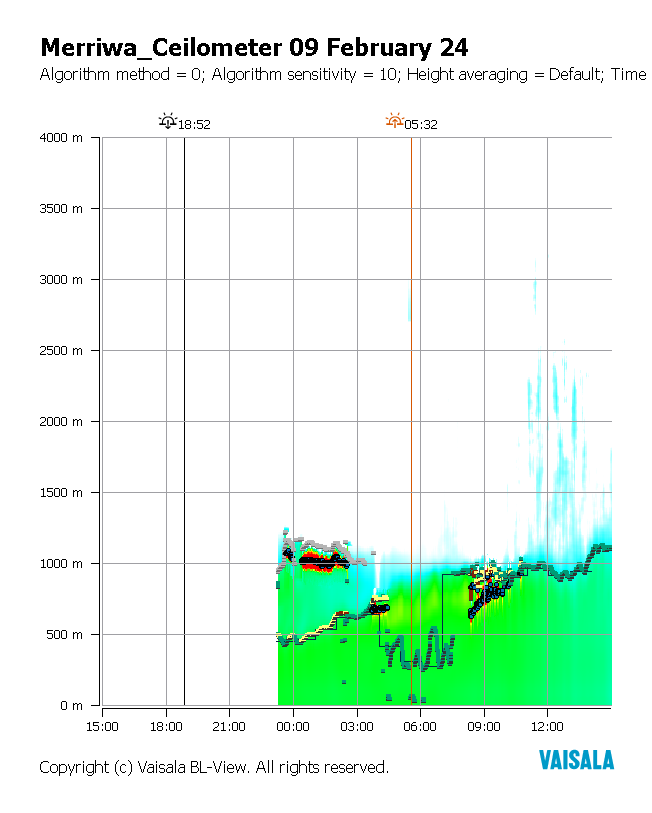 Merriwa_Ceilometer 09 February 24
Algorithm method = 0; Algorithm sensitivity = 10; Height averaging = Default; Time
18:52 05:32
4000 m
3500 m
3000 m
2500 m
2000 m
1500 m
1000 m
500 m
0 m
15:00 18:00 21:00 00:00 03:00 06:00 09:00 12:00
VAISALA
Copyright (c) Vaisala BL-View. All rights reserved.